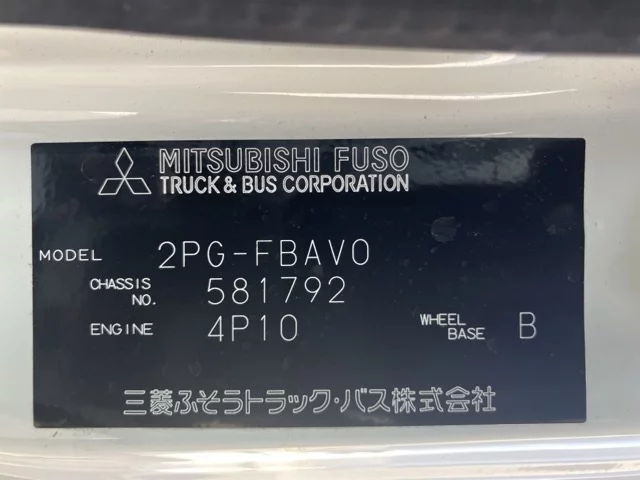 MITSUBISHI FUSO
TRUCK & BUS CORPORATION
MODEL 2PG-FBAV0
CHASSIS NO. 581792
ENGINE 4P10 WHEEL BASE B
三菱ふそうトラック・バス株式会社